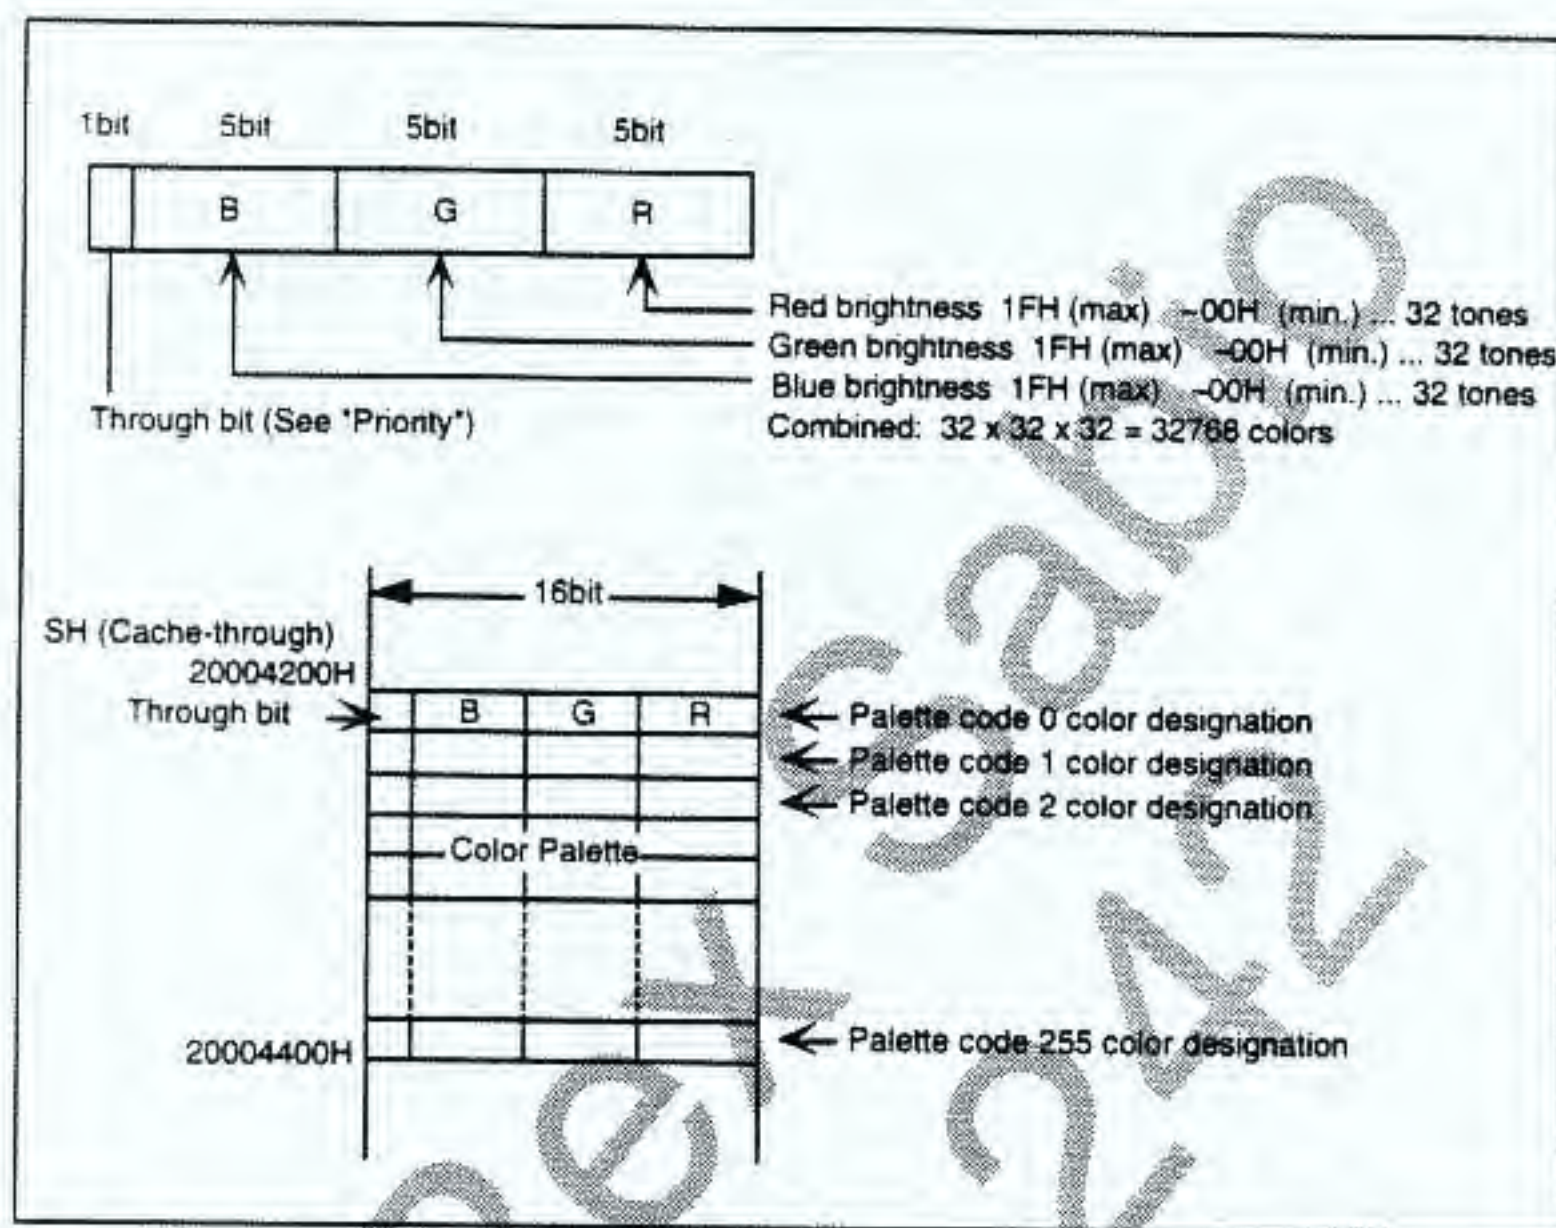 1bit 5bit 5bit 5bit
B G R
Red brightness 1FH (max) ~00H (min.) ... 32 tones
Green brightness 1FH (max) ~00H (min.) ... 32 tones
Blue brightness 1FH (max) ~00H (min.) ... 32 tones
Through bit (See "Priority")
Combined: 32 x 32 x 32 = 32768 colors
16bit
SH (Cache-through)
20004200H
Through bit B G R Palette code 0 color designation
Palette code 1 color designation
Palette code 2 color designation
Color Palette
20004400H Palette code 255 color designation